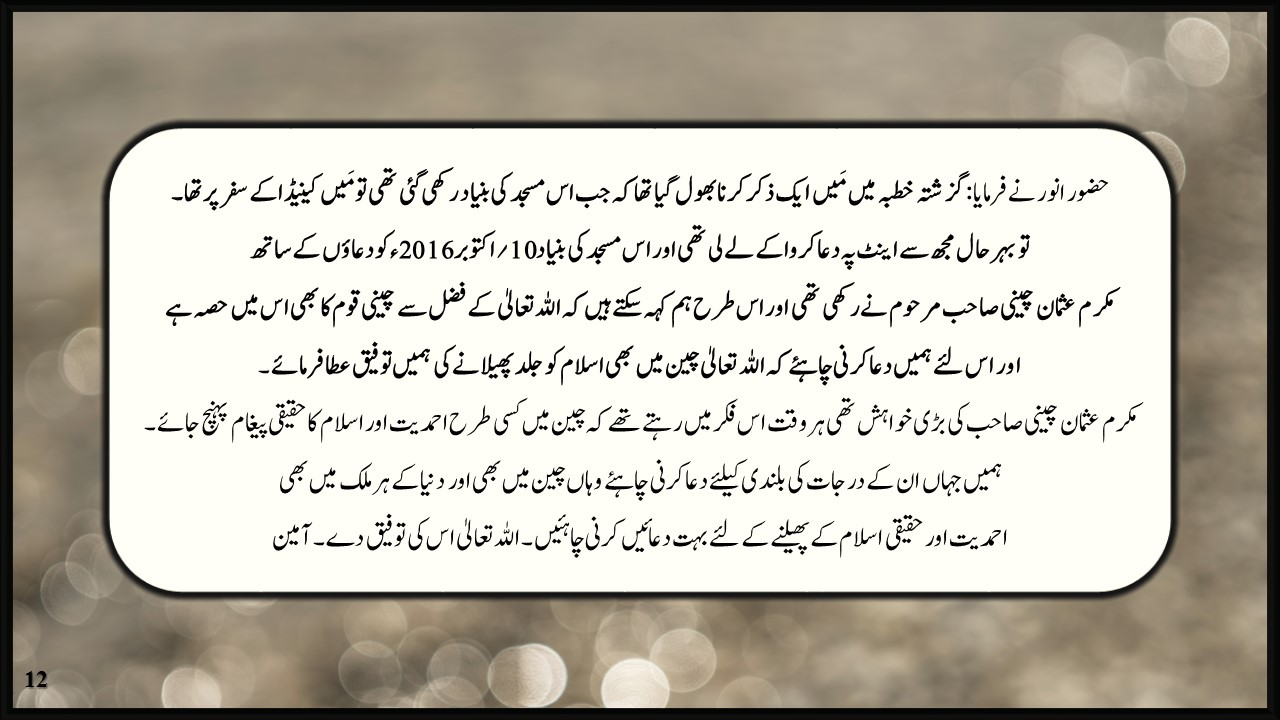 حضور انور نے فرمایا: گزشتہ خطبہ میں مَیں ایک ذکر کرنا بھول گیا تھا کہ جب اس مسجد کی بنیاد رکھی گئی تھی تو مَیں کینیڈا کے سفر پر تھا۔
تو بہر حال مجھ سے اینٹ پہ دعا کروا کے لے لی تھی اور اس مسجد کی بنیاد10؍اکتوبر2016ء کو دعاؤں کے ساتھ
مکرم عثمان چینی صاحب مرحوم نے رکھی تھی اور اس طرح ہم کہہ سکتے ہیں کہ اللہ تعالیٰ کے فضل سے چینی قوم کا بھی اس میں حصہ ہے
اور اس لئے ہمیں دعا کرنی چاہئے کہ اللہ تعالیٰ چین میں بھی اسلام کو جلد پھیلانے کی ہمیں توفیق عطا فرمائے۔
مکرم عثمان چینی صاحب کی بڑی خواہش تھی ہر وقت اس فکر میں رہتے تھے کہ چین میں کسی طرح احمدیت اور اسلام کا حقیقی پیغام پہنچ جائے۔
ہمیں جہاں ان کے درجات کی بلندی کیلئے دعا کرنی چاہئے وہاں چین میں بھی اور دنیا کے ہر ملک میں بھی
احمدیت اور حقیقی اسلام کے پھیلنے کے لئے بہت دعائیں کرنی چاہئیں۔ اللہ تعالیٰ اس کی توفیق دے۔ آمین
12